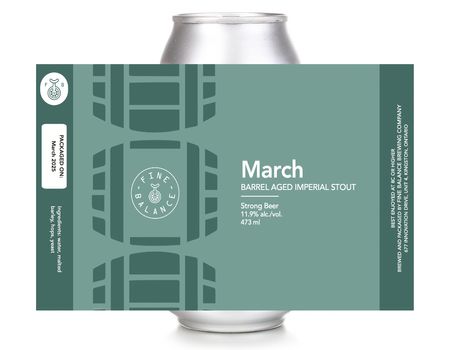 F B
PACKAGED ON:
March 2025
Ingredients: water, malted
barley, hops, yeast
FINE
BALANCE
March
BARREL AGED IMPERIAL STOUT
Strong Beer
11.9% alc./vol.
473 ml
BEST ENJOYED AT 8C OR HIGHER
BREWED AND PACKAGED BY FINE BALANCE BREWING COMPANY
677 INNOVATION DRIVE, UNIT 4, KINGSTON, ONTARIO